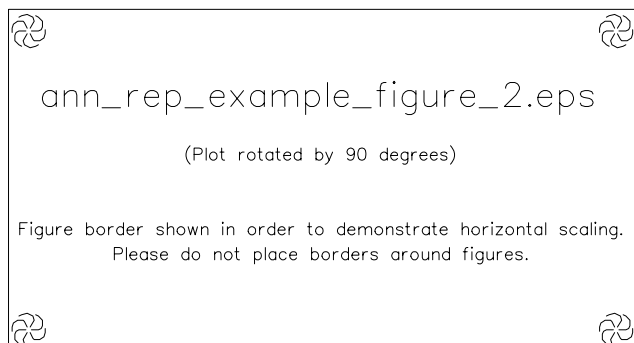 ann_rep_example_figure_2.eps
(Plot rotated by 90 degrees)
Figure border shown in order to demonstrate horizontal scaling.
Please do not place borders around figures.